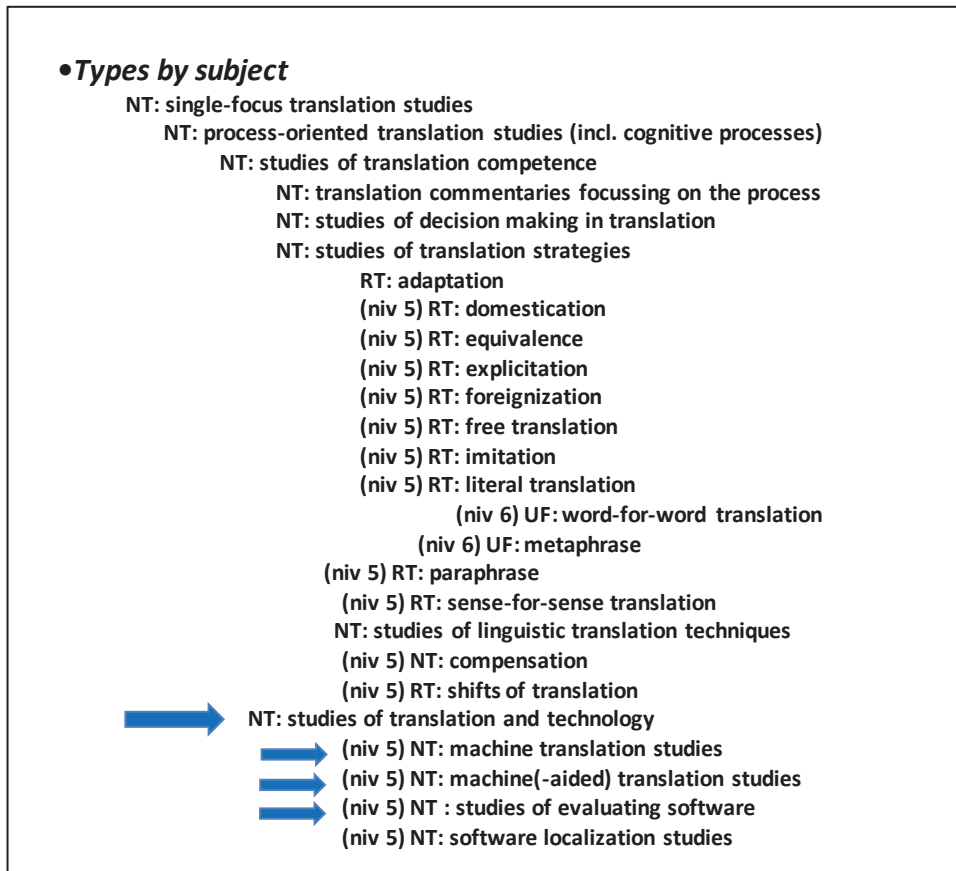 •Types by subject
NT: single-focus translation studies
NT: process-oriented translation studies (incl. cognitive processes)
NT: studies of translation competence
NT: translation commentaries focussing on the process
NT: studies of decision making in translation
NT: studies of translation strategies
RT: adaptation
(niv 5) RT: domestication
(niv 5) RT: equivalence
(niv 5) RT: explicitation
(niv 5) RT: foreignization
(niv 5) RT: free translation
(niv 5) RT: imitation
(niv 5) RT: literal translation
(niv 6) UF: word-for-word translation
(niv 6) UF: metaphrase
(niv 5) RT: paraphrase
(niv 5) RT: sense-for-sense translation
NT: studies of linguistic translation techniques
(niv 5) NT: compensation
(niv 5) RT: shifts of translation
NT: studies of translation and technology
(niv 5) NT: machine translation studies
(niv 5) NT: machine(-aided) translation studies
(niv 5) NT : studies of evaluating software
(niv 5) NT: software localization studies